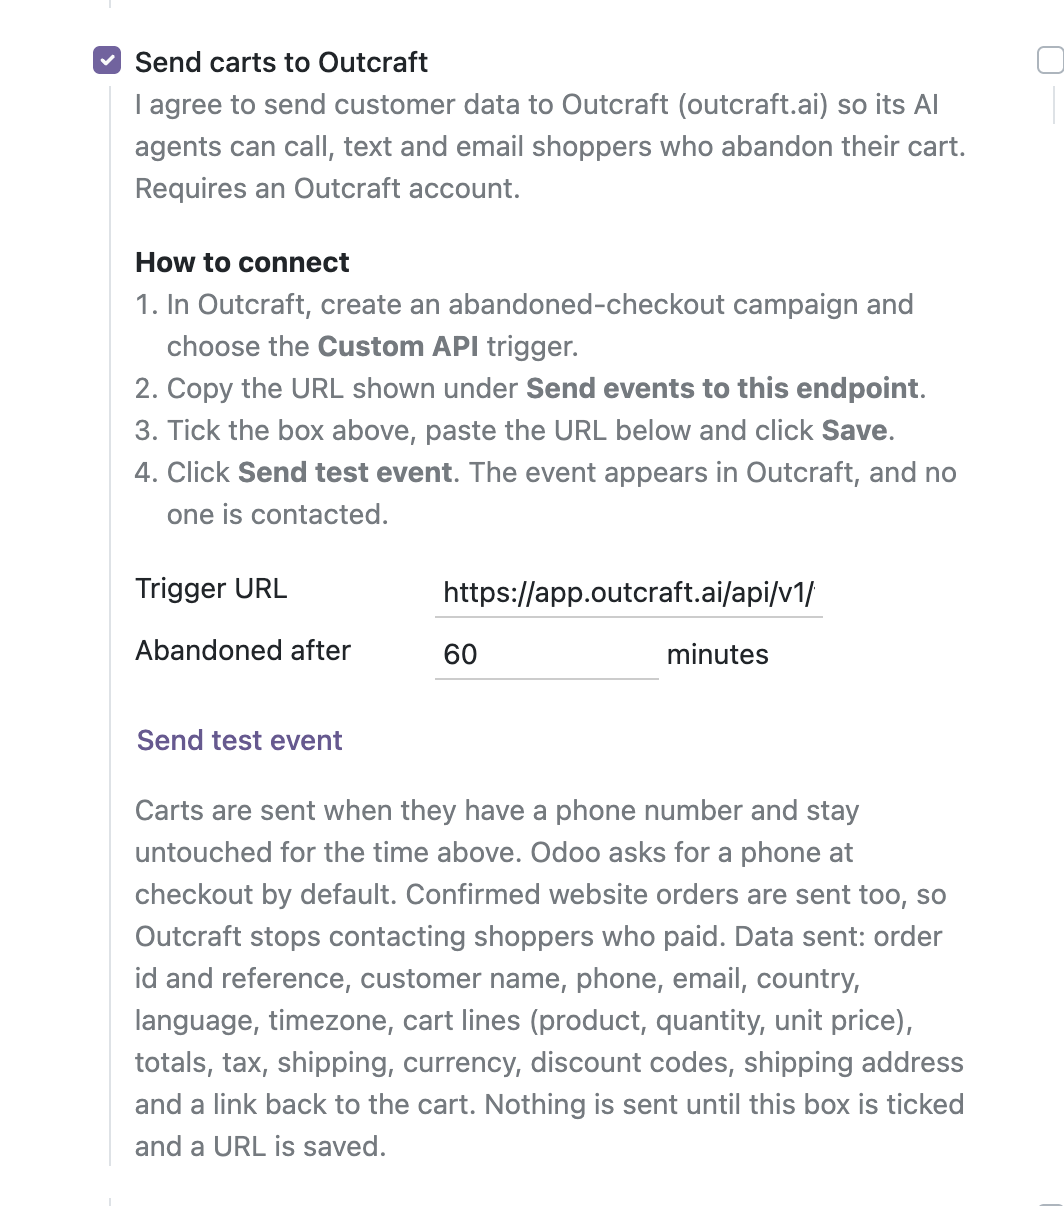 Send carts to Outcraft
I agree to send customer data to Outcraft (outcraft.ai) so its AI
agents can call, text and email shoppers who abandon their cart.
Requires an Outcraft account.
How to connect
1. In Outcraft, create an abandoned-checkout campaign and
choose the Custom API trigger.
2. Copy the URL shown under Send events to this endpoint.
3. Tick the box above, paste the URL below and click Save.
4. Click Send test event. The event appears in Outcraft, and no
one is contacted.
Trigger URL https://app.outcraft.ai/api/v1/
Abandoned after 60 minutes
Send test event
Carts are sent when they have a phone number and stay
untouched for the time above. Odoo asks for a phone at
checkout by default. Confirmed website orders are sent too, so
Outcraft stops contacting shoppers who paid. Data sent: order
id and reference, customer name, phone, email, country,
language, timezone, cart lines (product, quantity, unit price),
totals, tax, shipping, currency, discount codes, shipping address
and a link back to the cart. Nothing is sent until this box is ticked
and a URL is saved.